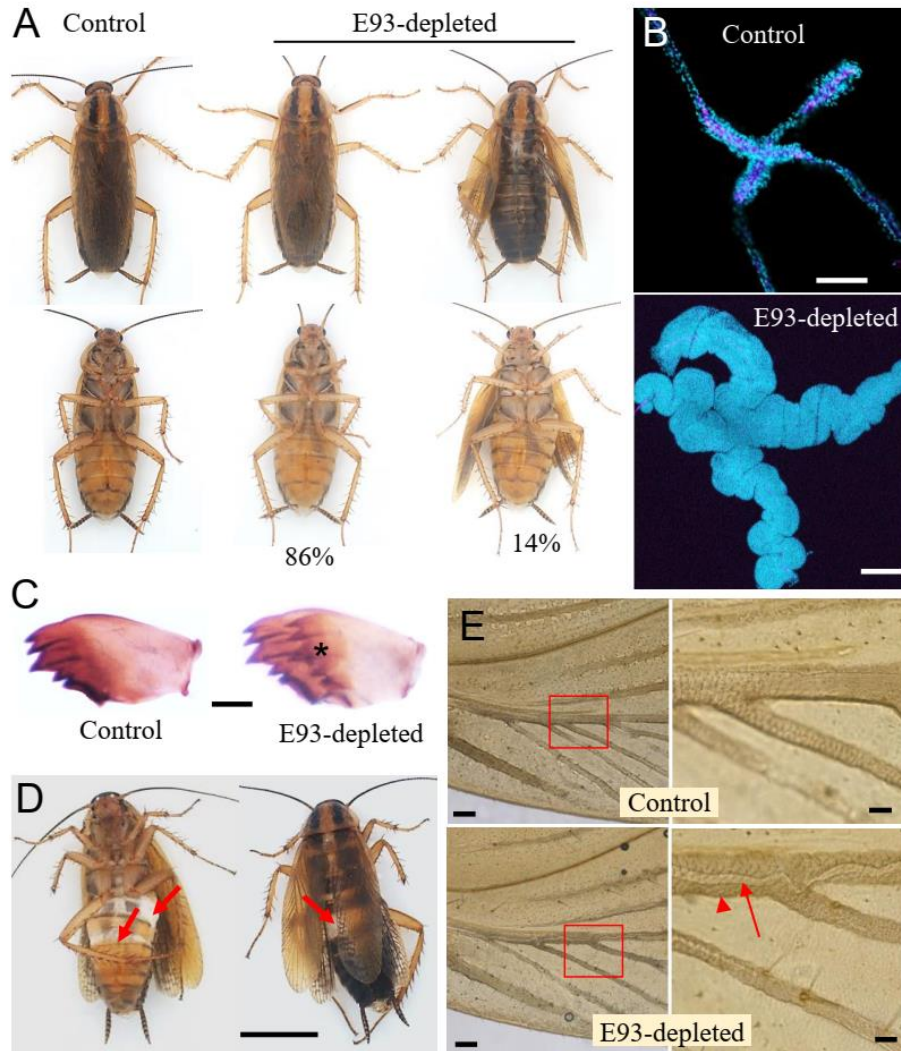 A
Control
E93-depleted
86%
14%
B
Control
E93-depleted
C
*
Control
E93-depleted
D
E
Control
E93-depleted